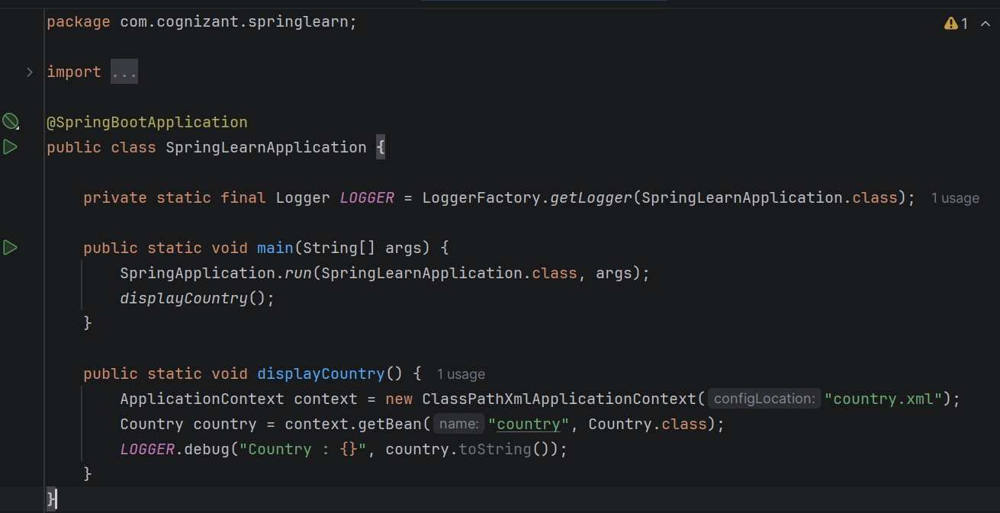 package com.cognizant.springlearn;
1
import ...
@SpringBootApplication
public class SpringLearnApplication {
private static final Logger LOGGER = LoggerFactory.getLogger(SpringLearnApplication.class); 1 usage
public static void main(String[] args) {
SpringApplication.run(SpringLearnApplication.class, args);
displayCountry();
}
public static void displayCountry() { 1 usage
ApplicationContext context = new ClassPathXmlApplicationContext( configLocation: "country.xml");
Country country = context.getBean( name: "country", Country.class);
LOGGER.debug("Country : {}", country.toString());
}
}